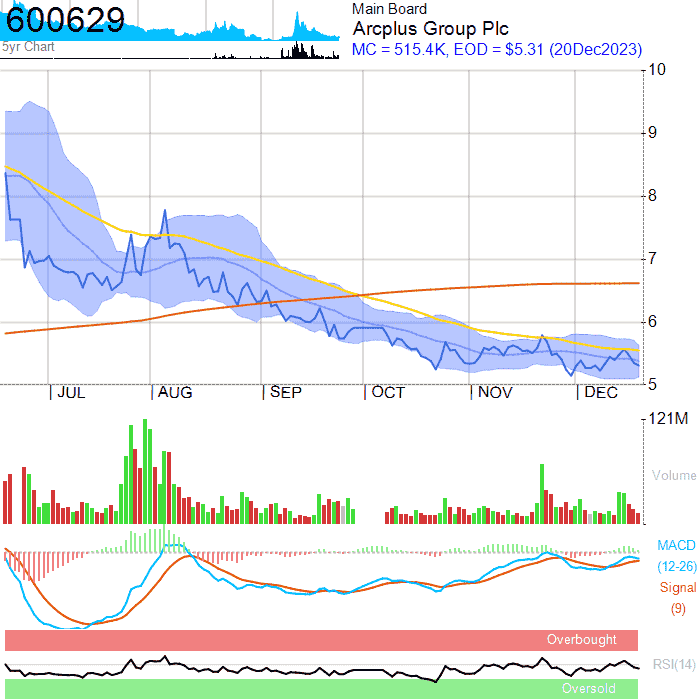 600629
5yr Chart
Main Board
Arcplus Group Plc
MC = 515.4K, EOD = $5.31 (20Dec2023)
10
9
8
7
6
5
JUL
AUG
SEP
OCT
NOV
DEC
121M
Volume
MACD
(12-26)
Signal
(9)
Overbought
RSI(14)
Oversold